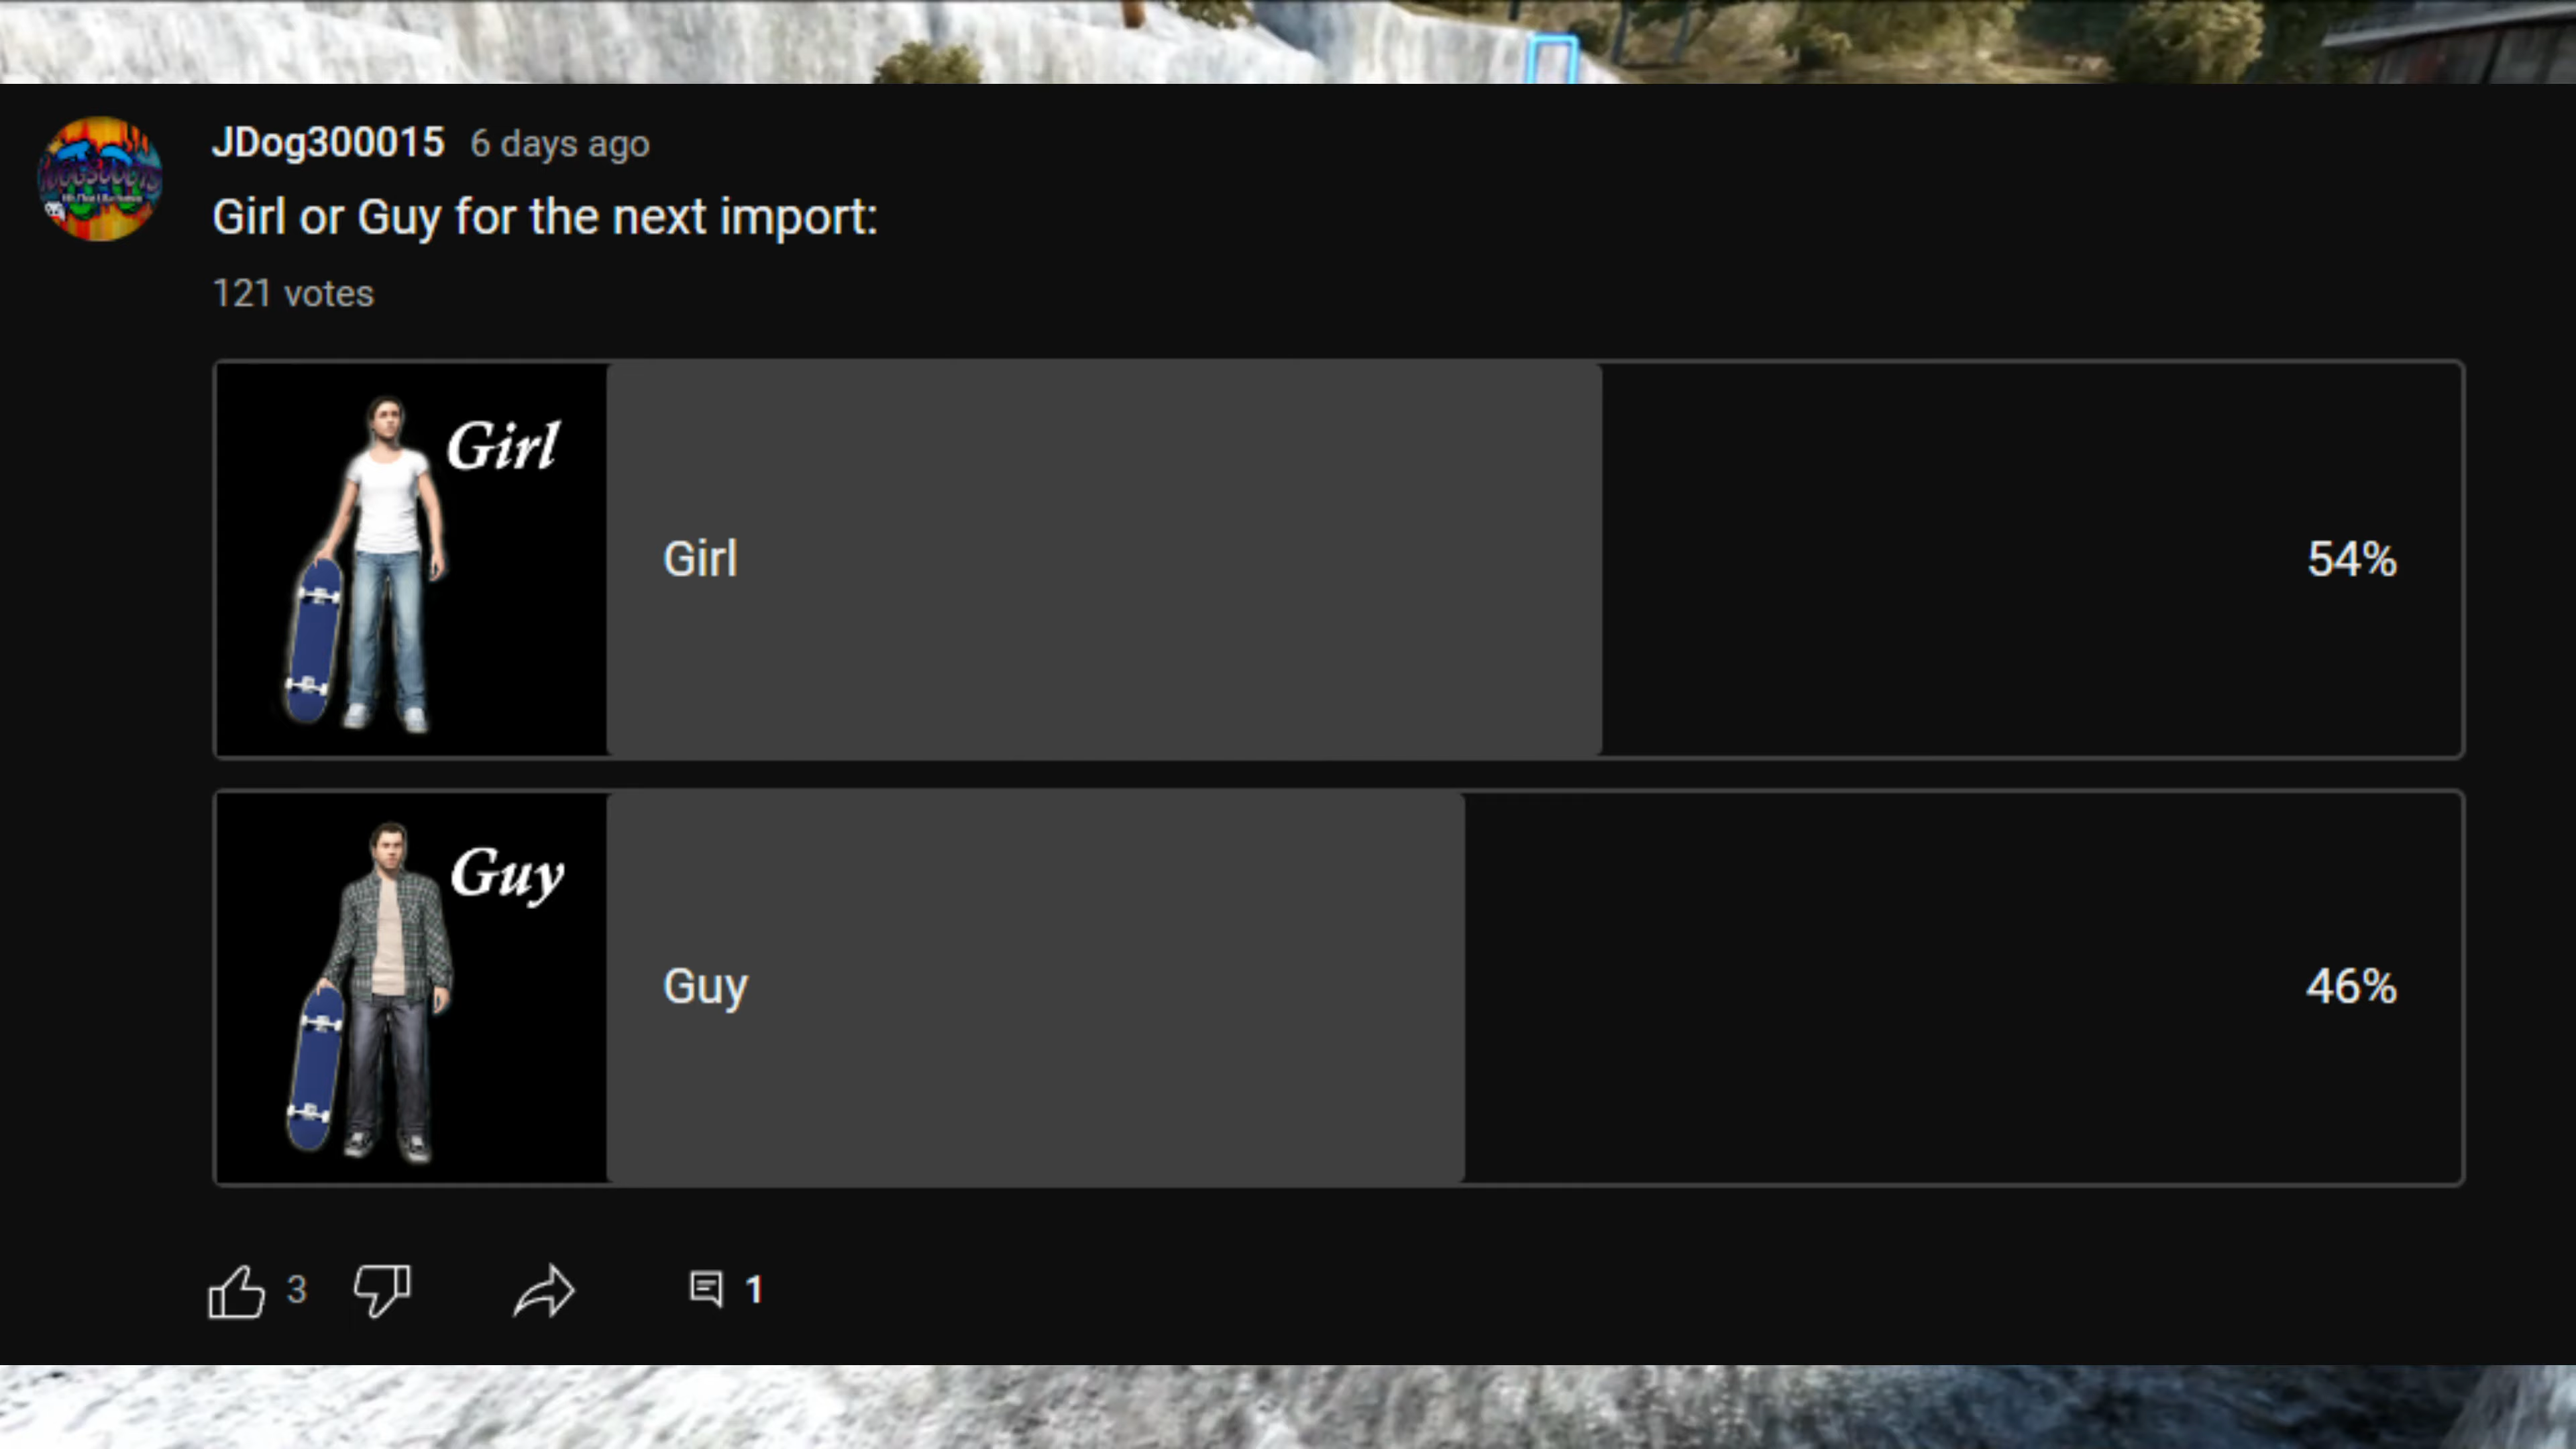 JDog300015 6 days ago
Girl or Guy for the next import:
121 votes
Girl
Girl
54%
Guy
Guy
46%
3
1